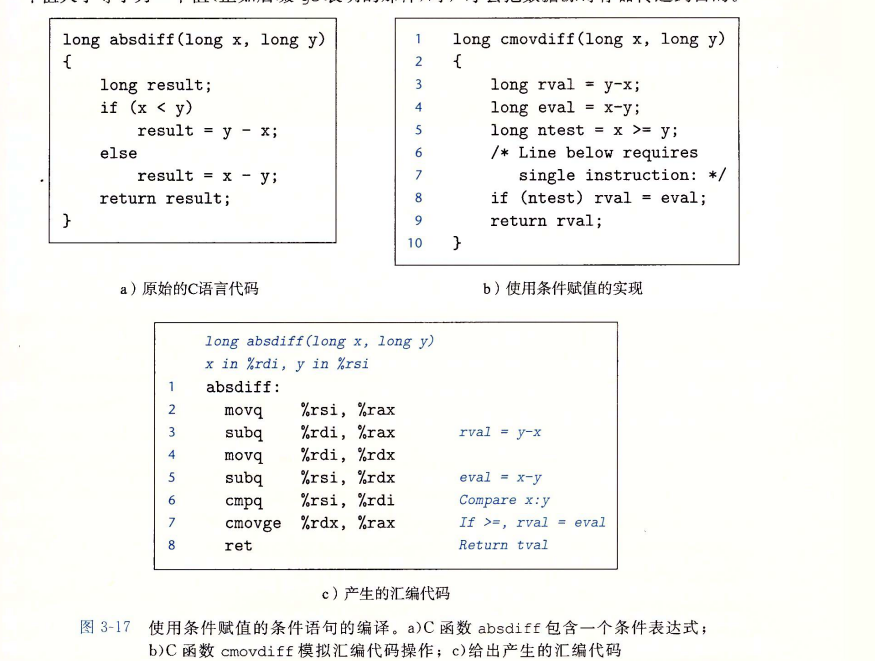 long absdiff(long x, long y)
{
    long result;
    if (x < y)
        result = y - x;
    else
        result = x - y;
    return result;
}
1 long cmovdiff(long x, long y)
2 {
3     long rval = y-x;
4     long eval = x-y;
5     long ntest = x >= y;
6     /* Line below requires
7        single instruction: */
8     if (ntest) rval = eval;
9     return rval;
10 }
a）原始的C语言代码
b）使用条件赋值的实现
long absdiff(long x, long y)
x in %rdi, y in %rsi
1 absdiff:
2   movq %rsi, %rax
3   subq %rdi, %rax rval = y-x
4   movq %rdi, %rdx
5   subq %rsi, %rdx eval = x-y
6   cmpq %rsi, %rdi Compare x:y
7   cmovge %rdx, %rax If >=, rval = eval
8   ret Return tval
c）产生的汇编代码
图 3-17 使用条件赋值的条件语句的编译。a)C 函数 absdiff 包含一个条件表达式；
b)C 函数 cmovdiff 模拟汇编代码操作；c)给出产生的汇编代码